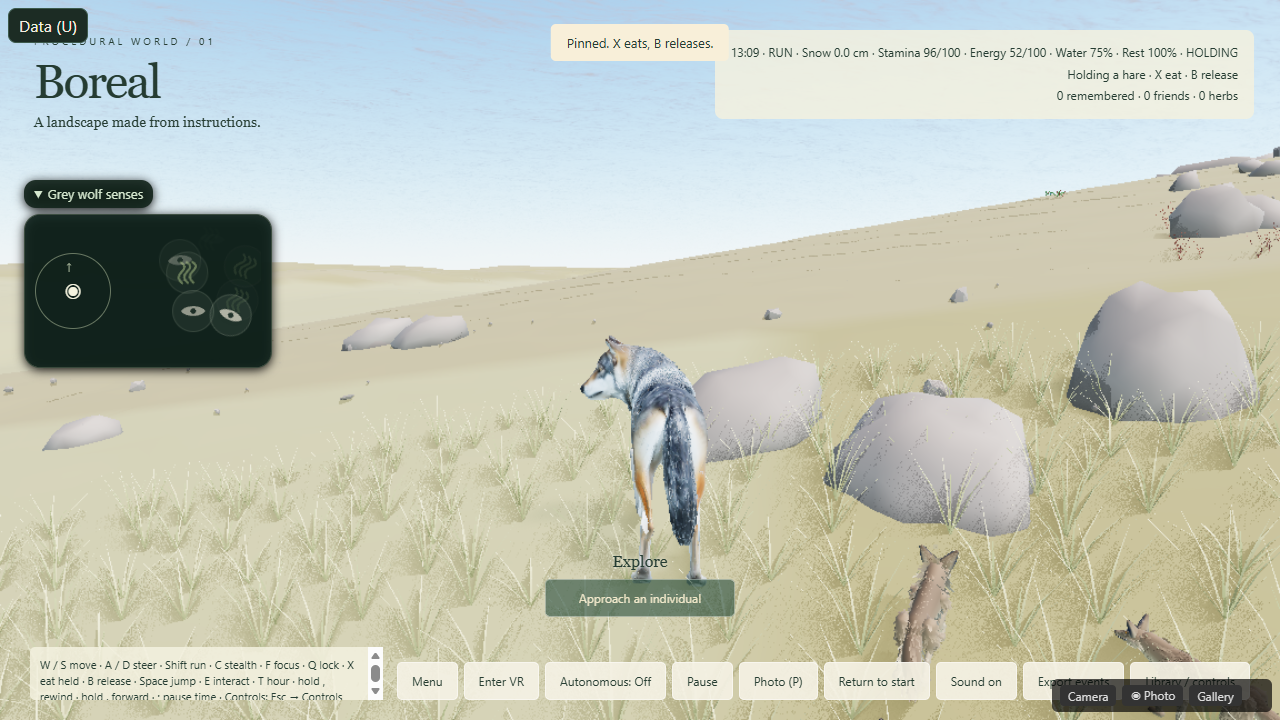 Data (U)
PROCEDURAL WORLD / 01
Boreal
A landscape made from instructions.
Pinned. X eats, B releases.
13:09 · RUN · Snow 0.0 cm · Stamina 96/100 · Energy 52/100 · Water 75% · Rest 100% · HOLDING
Holding a hare · X eat · B release
0 remembered · 0 friends · 0 herbs
▼ Grey wolf senses
↑
Explore
Approach an individual
W / S move · A / D steer · Shift run · C stealth · F focus · Q lock · X
eat held · B release · Space jump · E interact · T hour · hold ,
rewind · hold . forward · ; pause time · Controls: Esc → Controls
Menu
Enter VR
Autonomous: Off
Pause
Photo (P)
Return to start
Sound on
Export events
Library / controls
Camera
◉ Photo
Gallery